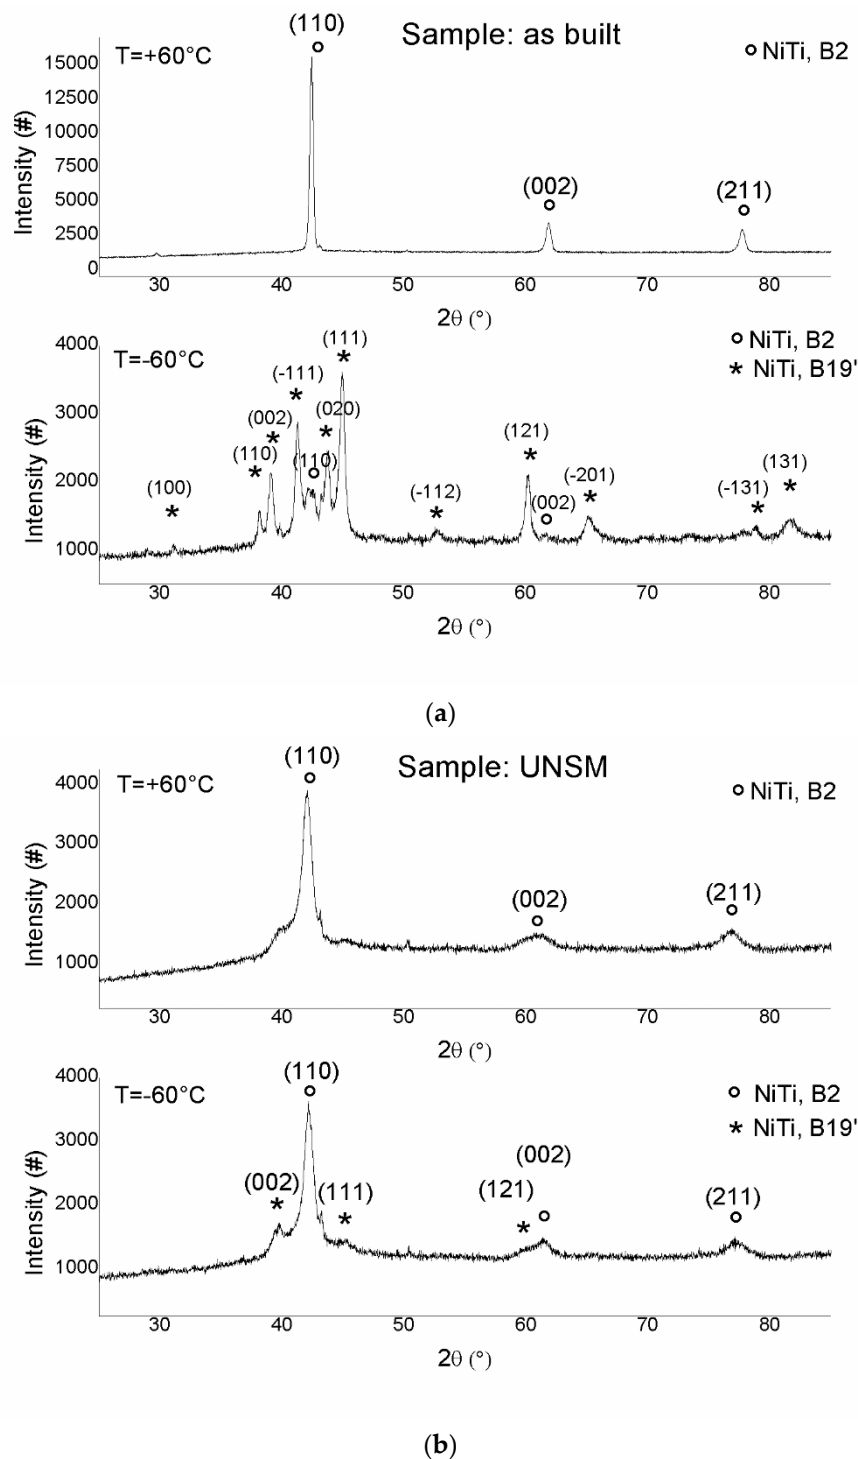 (110)
Sample: as built
T=+60°C
NiTi, B2
15000
12500
10000
7500
5000
2500
0
Intensity (#)
(002)
(211)
30 40 50 60 70 80
2θ (°)
T=-60°C
NiTi, B2
* NiTi, B19'
4000
3000
2000
1000
Intensity (#)
(100)
(110)
(002)
(-111)
(110)
(020)
(111)
(-112)
(121)
(002)
(-201)
(-131)
(131)
30 40 50 60 70 80
2θ (°)
(a)
(110)
Sample: UNSM
T=+60°C
NiTi, B2
4000
3000
2000
1000
Intensity (#)
(002)
(211)
30 40 50 60 70 80
2θ (°)
(110)
T=-60°C
NiTi, B2
* NiTi, B19'
4000
3000
2000
1000
Intensity (#)
(002)
(111)
(121)
(002)
(211)
30 40 50 60 70 80
2θ (°)
(b)